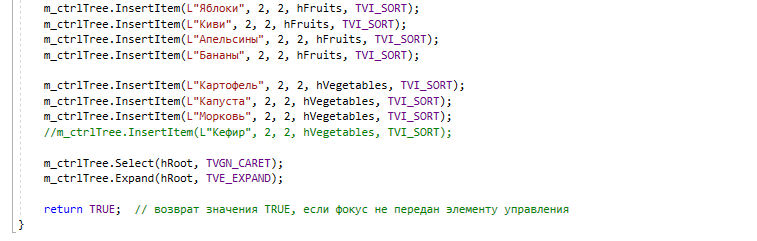 m_ctrlTree.InsertItem(L"Яблоки", 2, 2, hFruits, TVI_SORT);
m_ctrlTree.InsertItem(L"Киви", 2, 2, hFruits, TVI_SORT);
m_ctrlTree.InsertItem(L"Апельсины", 2, 2, hFruits, TVI_SORT);
m_ctrlTree.InsertItem(L"Бананы", 2, 2, hFruits, TVI_SORT);
m_ctrlTree.InsertItem(L"Картофель", 2, 2, hVegetables, TVI_SORT);
m_ctrlTree.InsertItem(L"Капуста", 2, 2, hVegetables, TVI_SORT);
m_ctrlTree.InsertItem(L"Морковь", 2, 2, hVegetables, TVI_SORT);
//m_ctrlTree.InsertItem(L"Кефир", 2, 2, hVegetables, TVI_SORT);
m_ctrlTree.Select(hRoot, TVGN_CARET);
m_ctrlTree.Expand(hRoot, TVE_EXPAND);
return TRUE;  // возврат значения TRUE, если фокус не передан элементу управления
}